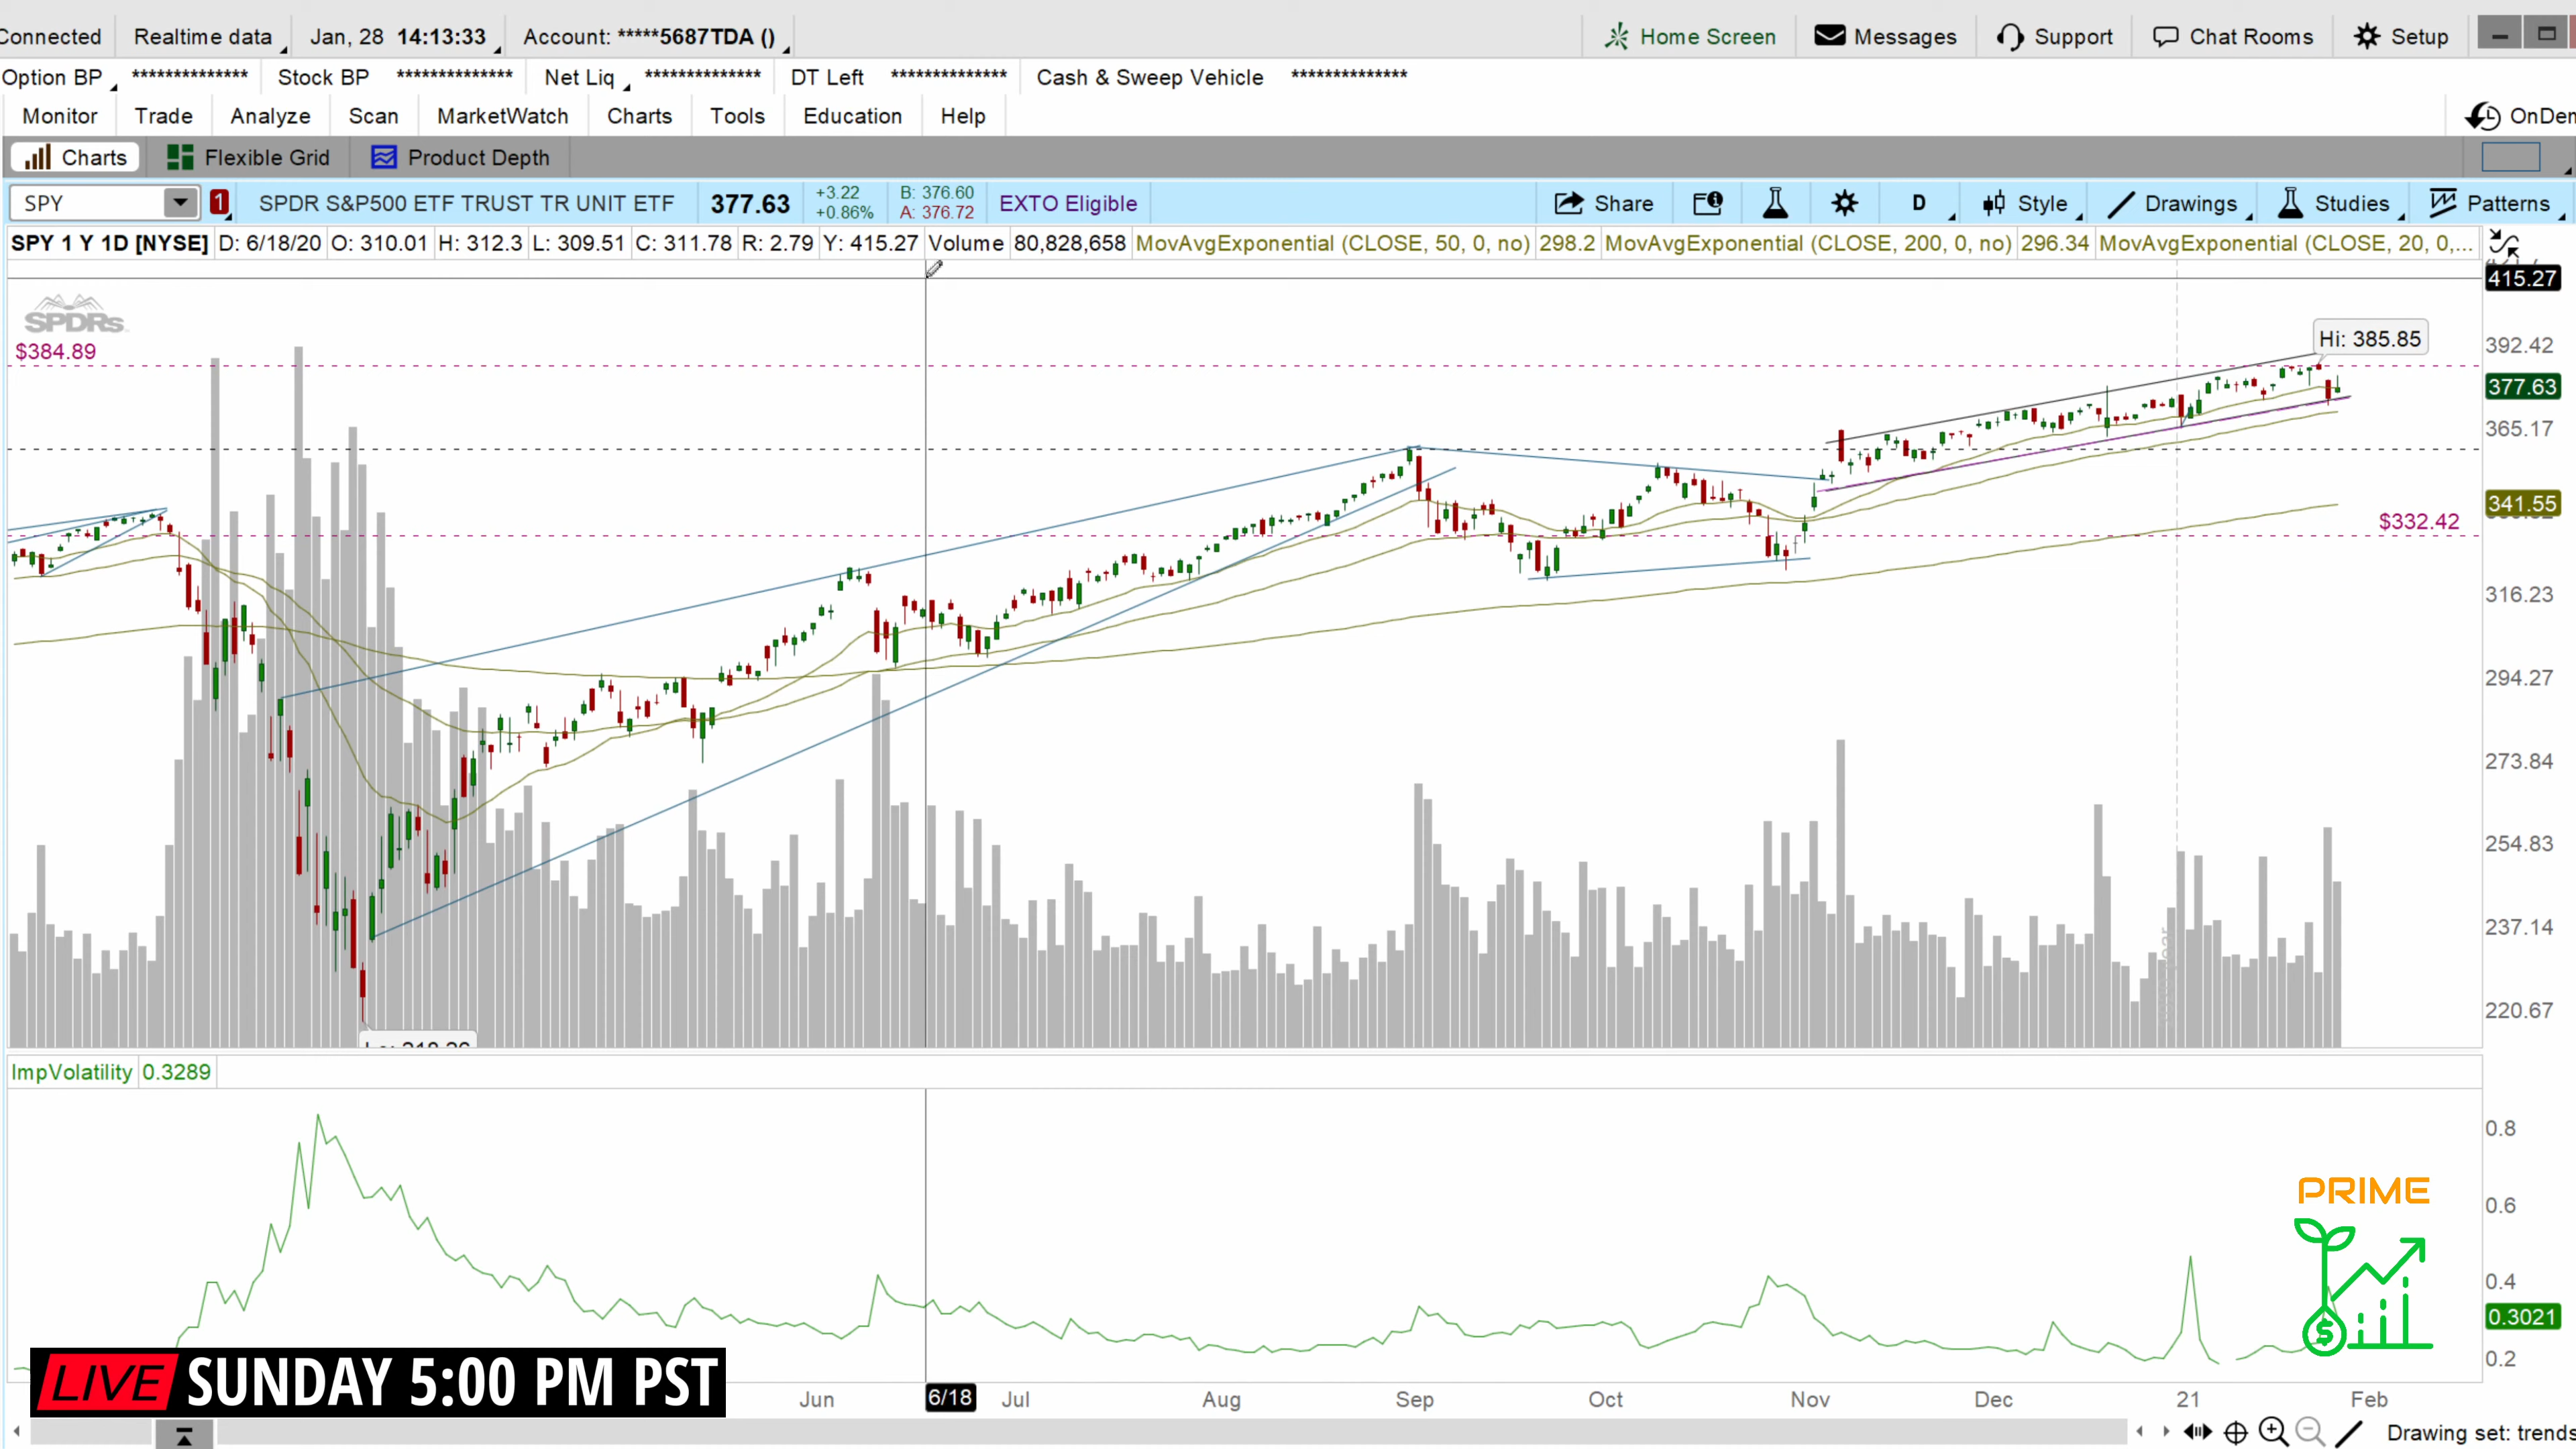 Connected Realtime data Jan, 28 14:13:33 Account: *****5687TDA () Home Screen Messages Support Chat Rooms Setup
Option BP ************** Stock BP ************** Net Liq ************** DT Left ************** Cash & Sweep Vehicle **************
Monitor Trade Analyze Scan MarketWatch Charts Tools Education Help OnDem
Charts Flexible Grid Product Depth
SPY 1 SPDR S&P500 ETF TRUST TR UNIT ETF 377.63 +3.22 B: 376.60 EXTO Eligible Share D Style Drawings Studies Patterns
+0.86% A: 376.72
SPY 1 Y 1D [NYSE] D: 6/18/20 O: 310.01 H: 312.3 L: 309.51 C: 311.78 R: 2.79 Y: 415.27 Volume 80,828,658 MovAvgExponential (CLOSE, 50, 0, no) 298.2 MovAvgExponential (CLOSE, 200, 0, no) 296.34 MovAvgExponential (CLOSE, 20, 0,...
415.27
SPDRs
Hi: 385.85
392.42
$384.89
377.63
365.17
341.55
$332.42
316.23
294.27
273.84
254.83
237.14
220.67
ImpVolatility 0.3289
0.8
PRIME
0.6
0.4
$
0.3021
0.2
LIVE SUNDAY 5:00 PM PST
Jun 6/18 Jul Aug Sep Oct Nov Dec 21 Feb
Drawing set: trends